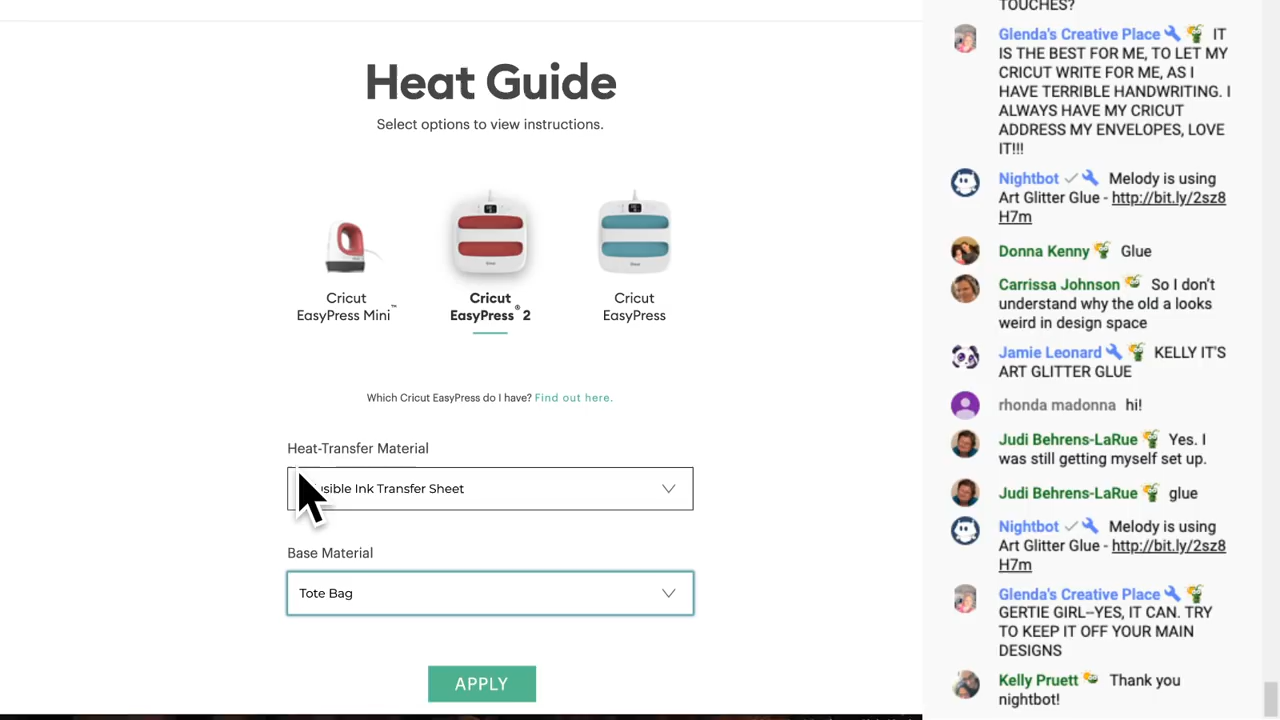 Heat Guide
Select options to view instructions.
Cricut
EasyPress Mini™
Cricut
EasyPress® 2
Cricut
EasyPress
Which Cricut EasyPress do I have? Find out here.
Heat-Transfer Material
Ink Transfer Sheet
Base Material
Tote Bag
APPLY
TOUCHES?
Glenda's Creative Place IT
IS THE BEST FOR ME, TO LET MY
CRICUT WRITE FOR ME, AS I
HAVE TERRIBLE HANDWRITING. I
ALWAYS HAVE MY CRICUT
ADDRESS MY ENVELOPES, LOVE
IT!!!
Nightbot Melody is using
Art Glitter Glue - http://bit.ly/2sz8
H7m
Donna Kenny Glue
Carrissa Johnson So I don't
understand why the old a looks
weird in design space
Jamie Leonard KELLY IT'S
ART GLITTER GLUE
rhonda madonna hi!
Judi Behrens-LaRue Yes. I
was still getting myself set up.
Judi Behrens-LaRue glue
Nightbot Melody is using
Art Glitter Glue - http://bit.ly/2sz8
H7m
Glenda's Creative Place
GERTIE GIRL--YES, IT CAN. TRY
TO KEEP IT OFF YOUR MAIN
DESIGNS
Kelly Pruett Thank you
nightbot!